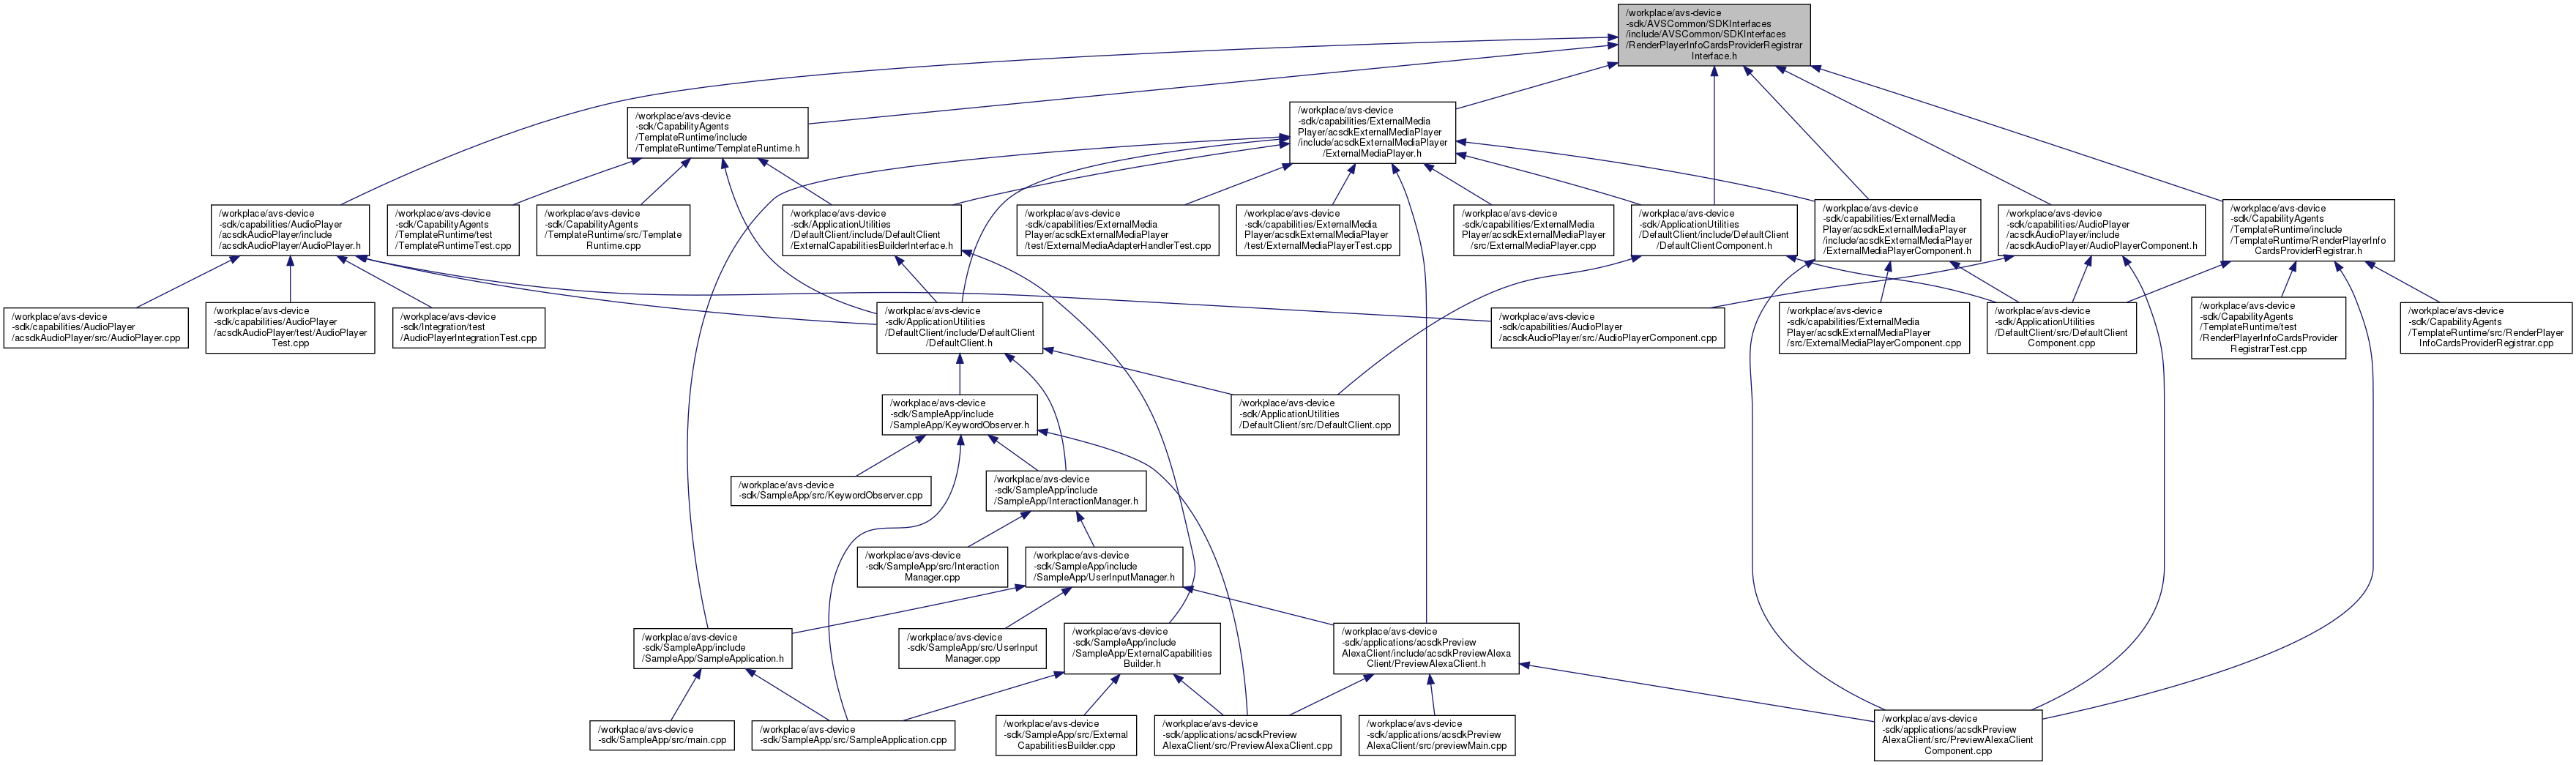 /workplace/avs-device
-sdk/AVSCommon/SDKInterfaces
/include/AVSCommon/SDKInterfaces
/RenderPlayerInfoCardsProviderRegistrar
Interface.h
/workplace/avs-device
-sdk/CapabilityAgents
/TemplateRuntime/include
/TemplateRuntime/TemplateRuntime.h
/workplace/avs-device
-sdk/capabilities/ExternalMedia
Player/acsdkExternalMediaPlayer
/include/acsdkExternalMediaPlayer
/ExternalMediaPlayer.h
/workplace/avs-device
-sdk/capabilities/AudioPlayer
/acsdkAudioPlayer/include
/acsdkAudioPlayer/AudioPlayer.h
/workplace/avs-device
-sdk/CapabilityAgents
/TemplateRuntime/test
/TemplateRuntimeTest.cpp
/workplace/avs-device
-sdk/CapabilityAgents
/TemplateRuntime/src/Template
Runtime.cpp
/workplace/avs-device
-sdk/ApplicationUtilities
/DefaultClient/include/DefaultClient
/ExternalCapabilitiesBuilderInterface.h
/workplace/avs-device
-sdk/capabilities/ExternalMedia
Player/acsdkExternalMediaPlayer
/test/ExternalMediaAdapterHandlerTest.cpp
/workplace/avs-device
-sdk/capabilities/ExternalMedia
Player/acsdkExternalMediaPlayer
/test/ExternalMediaPlayerTest.cpp
/workplace/avs-device
-sdk/capabilities/ExternalMedia
Player/acsdkExternalMediaPlayer
/src/ExternalMediaPlayer.cpp
/workplace/avs-device
-sdk/ApplicationUtilities
/DefaultClient/include/DefaultClient
/DefaultClientComponent.h
/workplace/avs-device
-sdk/capabilities/ExternalMedia
Player/acsdkExternalMediaPlayer
/include/acsdkExternalMediaPlayer
/ExternalMediaPlayerComponent.h
/workplace/avs-device
-sdk/capabilities/AudioPlayer
/acsdkAudioPlayer/include
/acsdkAudioPlayer/AudioPlayerComponent.h
/workplace/avs-device
-sdk/CapabilityAgents
/TemplateRuntime/include
/TemplateRuntime/RenderPlayerInfo
CardsProviderRegistrar.h
/workplace/avs-device
-sdk/capabilities/AudioPlayer
/acsdkAudioPlayer/src/AudioPlayer.cpp
/workplace/avs-device
-sdk/capabilities/AudioPlayer
/acsdkAudioPlayer/test/AudioPlayer
Test.cpp
/workplace/avs-device
-sdk/Integration/test
/AudioPlayerIntegrationTest.cpp
/workplace/avs-device
-sdk/ApplicationUtilities
/DefaultClient/include/DefaultClient
/DefaultClient.h
/workplace/avs-device
-sdk/capabilities/AudioPlayer
/acsdkAudioPlayer/src/AudioPlayerComponent.cpp
/workplace/avs-device
-sdk/capabilities/ExternalMedia
Player/acsdkExternalMediaPlayer
/src/ExternalMediaPlayerComponent.cpp
/workplace/avs-device
-sdk/ApplicationUtilities
/DefaultClient/src/DefaultClient
Component.cpp
/workplace/avs-device
-sdk/CapabilityAgents
/TemplateRuntime/test
/RenderPlayerInfoCardsProvider
RegistrarTest.cpp
/workplace/avs-device
-sdk/CapabilityAgents
/TemplateRuntime/src/RenderPlayer
InfoCardsProviderRegistrar.cpp
/workplace/avs-device
-sdk/SampleApp/include
/SampleApp/KeywordObserver.h
/workplace/avs-device
-sdk/ApplicationUtilities
/DefaultClient/src/DefaultClient.cpp
/workplace/avs-device
-sdk/SampleApp/src/KeywordObserver.cpp
/workplace/avs-device
-sdk/SampleApp/include
/SampleApp/InteractionManager.h
/workplace/avs-device
-sdk/SampleApp/src/Interaction
Manager.cpp
/workplace/avs-device
-sdk/SampleApp/include
/SampleApp/UserInputManager.h
/workplace/avs-device
-sdk/SampleApp/include
/SampleApp/SampleApplication.h
/workplace/avs-device
-sdk/SampleApp/src/UserInput
Manager.cpp
/workplace/avs-device
-sdk/SampleApp/include
/SampleApp/ExternalCapabilities
Builder.h
/workplace/avs-device
-sdk/applications/acsdkPreview
AlexaClient/include/acsdkPreviewAlexa
Client/PreviewAlexaClient.h
/workplace/avs-device
-sdk/SampleApp/src/main.cpp
/workplace/avs-device
-sdk/SampleApp/src/SampleApplication.cpp
/workplace/avs-device
-sdk/SampleApp/src/External
CapabilitiesBuilder.cpp
/workplace/avs-device
-sdk/applications/acsdkPreview
AlexaClient/src/PreviewAlexaClient.cpp
/workplace/avs-device
-sdk/applications/acsdkPreview
AlexaClient/src/previewMain.cpp
/workplace/avs-device
-sdk/applications/acsdkPreview
AlexaClient/src/PreviewAlexaClient
Component.cpp